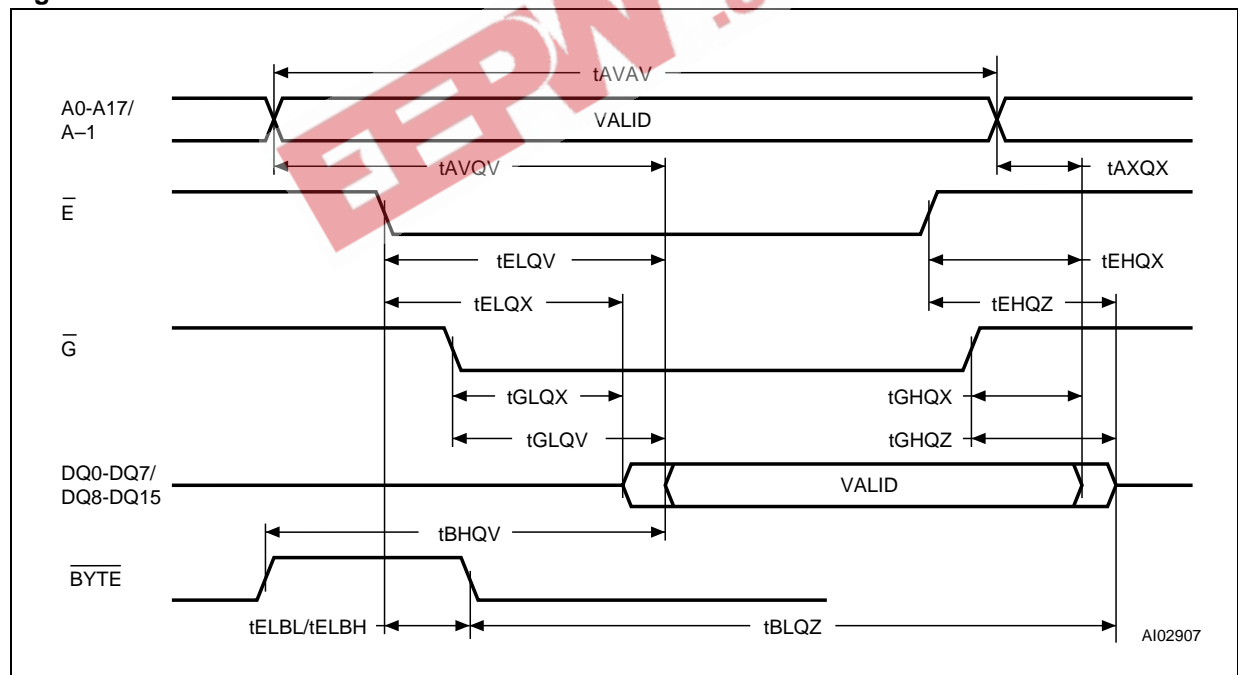 tAVAV
A0-A17/
A–1
VALID
tAVQV
tAXQX
E
tELQV
tEHQX
tELQX
tEHQZ
G
tGLQX
tGHQX
tGLQV
tGHQZ
DQ0-DQ7/
DQ8-DQ15
VALID
tBHQV
BYTE
tELBL/tELBH
tBLQZ
AI02907
EEPW